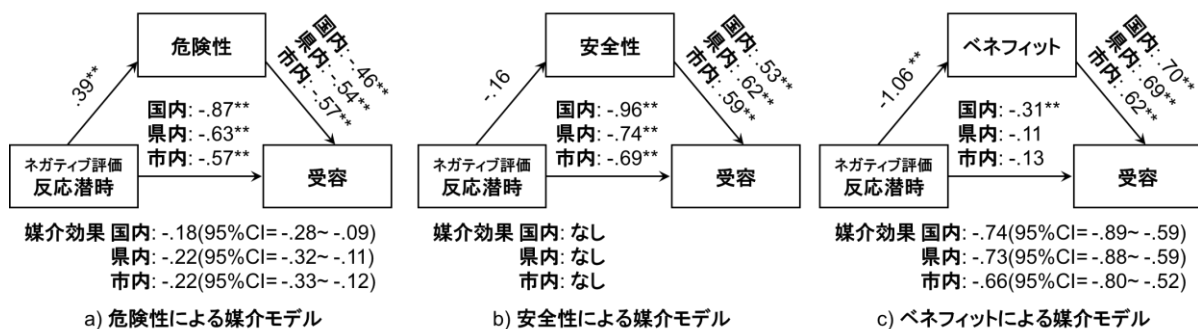 危険性
.39**
国内: -.46**
県内: -.54**
市内: -.57**
国内: -.87**
県内: -.63**
市内: -.57**
ネガティブ評価
反応潜時
受容
媒介効果 国内: -.18(95%CI= -.28~ -.09)
県内: -.22(95%CI= -.32~ -.11)
市内: -.22(95%CI= -.33~ -.12)
a) 危険性による媒介モデル
安全性
-.16
国内: .53**
県内: .62**
市内: .59**
国内: -.96**
県内: -.74**
市内: -.69**
ネガティブ評価
反応潜時
受容
媒介効果 国内: なし
県内: なし
市内: なし
b) 安全性による媒介モデル
ベネフィット
-1.06 **
国内: .70**
県内: .69**
市内: .62**
国内: -.31**
県内: -.11
市内: -.13
ネガティブ評価
反応潜時
受容
媒介効果 国内: -.74(95%CI= -.89~ -.59)
県内: -.73(95%CI= -.88~ -.59)
市内: -.66(95%CI= -.80~ -.52)
c) ベネフィットによる媒介モデル